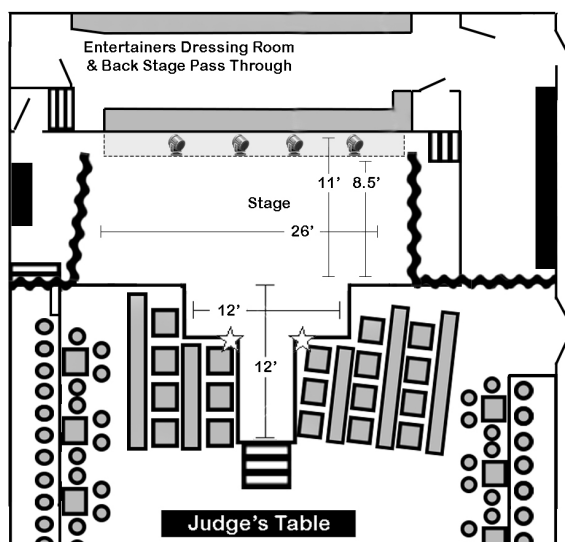 Entertainers Dressing Room
& Back Stage Pass Through
11' 8.5'
Stage
26'
12'
12'
Judge's Table